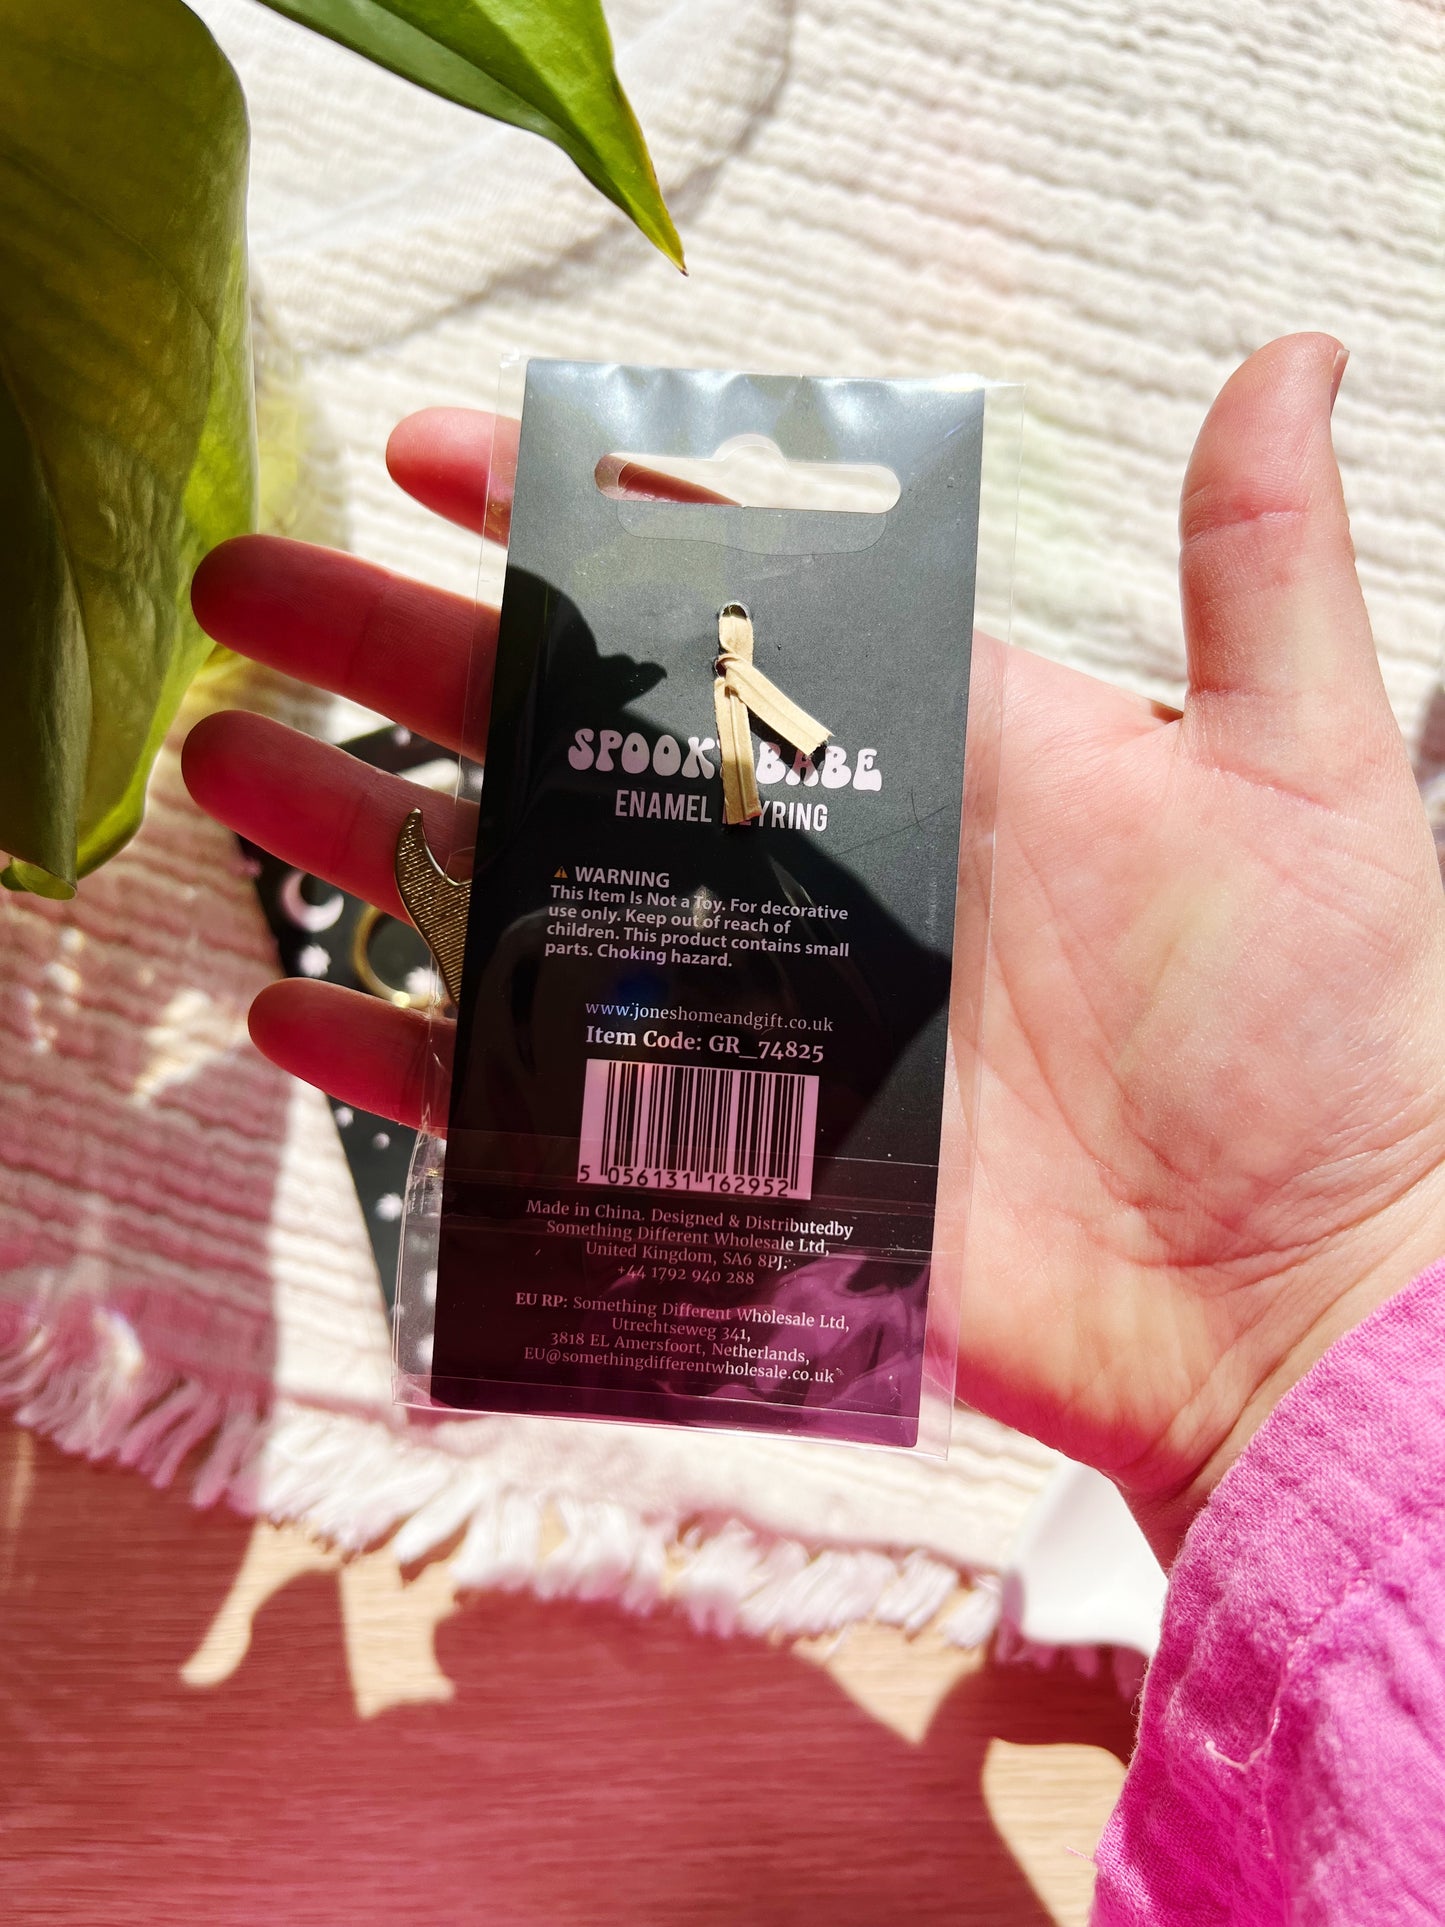 SPOOKY BABE
ENAMEL KEYRING
WARNING
This Item Is Not a Toy. For decorative
use only. Keep out of reach of
children. This product contains small
parts. Choking hazard.
www.joneshomeandgift.co.uk
Item Code: GR_74825
5 056131 162952
Made in China. Designed & Distributedby
Something Different Wholesale Ltd,
United Kingdom, SA6 8PJ.
+44 1792 940 288
EU RP: Something Different Wholesale Ltd,
Utrechtseweg 341,
3818 EL Amersfoort, Netherlands,
EU@somethingdifferentwholesale.co.uk